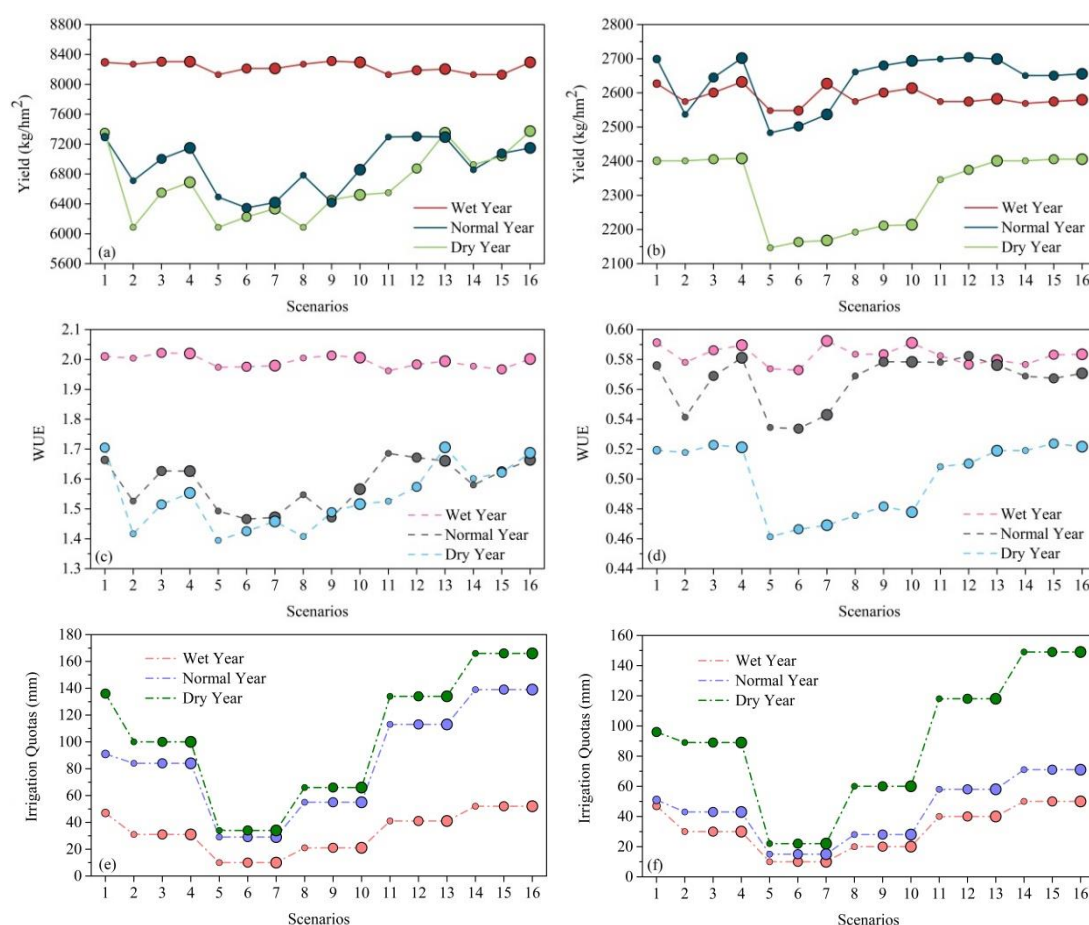 8800
8400
8000
7600
7200
6800
6400
6000
5600
Yield (kg/hm²)
Wet Year
Normal Year
Dry Year
(a)
1 2 3 4 5 6 7 8 9 10 11 12 13 14 15 16
Scenarios
2800
2700
2600
2500
2400
2300
2200
2100
Yield (kg/hm²)
Wet Year
Normal Year
Dry Year
(b)
1 2 3 4 5 6 7 8 9 10 11 12 13 14 15 16
Scenarios
2.1
2.0
1.9
1.8
1.7
1.6
1.5
1.4
1.3
WUE
Wet Year
Normal Year
Dry Year
(c)
1 2 3 4 5 6 7 8 9 10 11 12 13 14 15 16
Scenarios
0.60
0.58
0.56
0.54
0.52
0.50
0.48
0.46
0.44
WUE
Wet Year
Normal Year
Dry Year
(d)
1 2 3 4 5 6 7 8 9 10 11 12 13 14 15 16
Scenarios
180
160
140
120
100
80
60
40
20
0
Irrigation Quotas (mm)
Wet Year
Normal Year
Dry Year
(e)
1 2 3 4 5 6 7 8 9 10 11 12 13 14 15 16
Scenarios
160
140
120
100
80
60
40
20
0
Irrigation Quotas (mm)
Wet Year
Normal Year
Dry Year
(f)
1 2 3 4 5 6 7 8 9 10 11 12 13 14 15 16
Scenarios